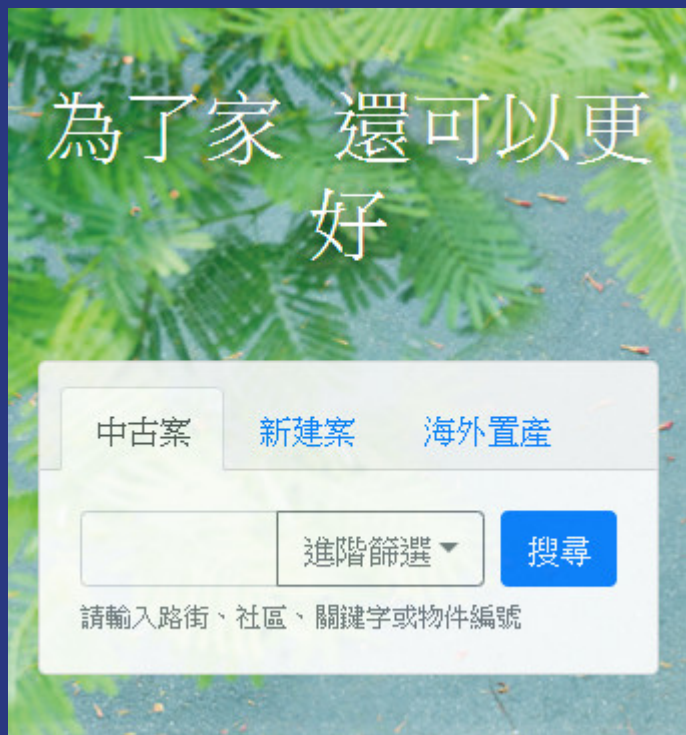 為了家 還可以更
好
中古案 新建案 海外置產
進階篩選 搜尋
請輸入路街、社區、關鍵字或物件編號